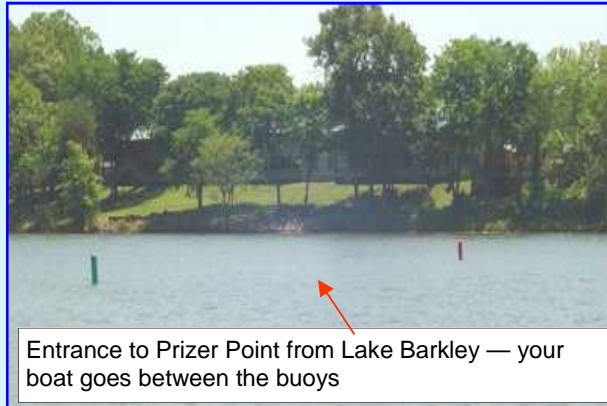 Entrance to Prizer Point from Lake Barkley — your
boat goes between the buoys